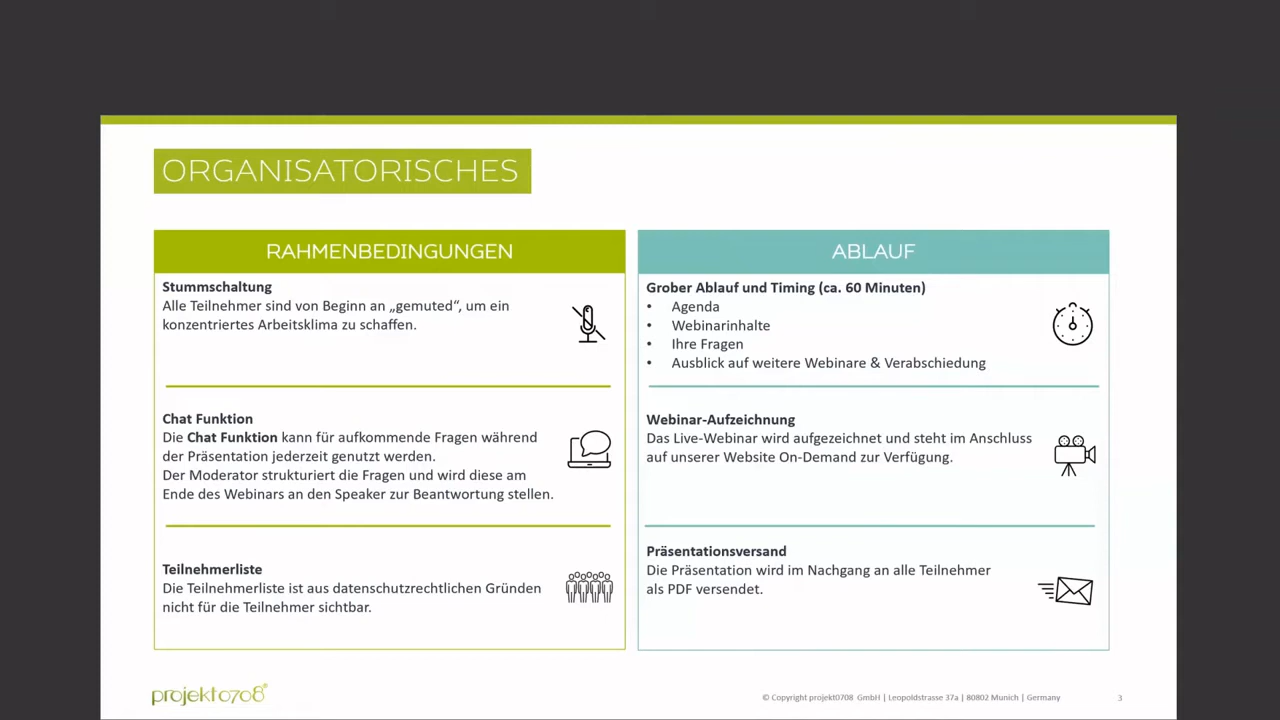 ORGANISATORISCHES
RAHMENBEDINGUNGEN
Stummschaltung
Alle Teilnehmer sind von Beginn an „gemuted“, um ein
konzentriertes Arbeitsklima zu schaffen.
Chat Funktion
Die Chat Funktion kann für aufkommende Fragen während
der Präsentation jederzeit genutzt werden.
Der Moderator strukturiert die Fragen und wird diese am
Ende des Webinars an den Speaker zur Beantwortung stellen.
Teilnehmerliste
Die Teilnehmerliste ist aus datenschutzrechtlichen Gründen
nicht für die Teilnehmer sichtbar.
ABLAUF
Grober Ablauf und Timing (ca. 60 Minuten)
• Agenda
• Webinarinhalte
• Ihre Fragen
• Ausblick auf weitere Webinare & Verabschiedung
Webinar-Aufzeichnung
Das Live-Webinar wird aufgezeichnet und steht im Anschluss
auf unserer Website On-Demand zur Verfügung.
Präsentationsversand
Die Präsentation wird im Nachgang an alle Teilnehmer
als PDF versendet.
projekt0708®
© Copyright projekt0708 GmbH | Leopoldstrasse 37a | 80802 Munich | Germany
3